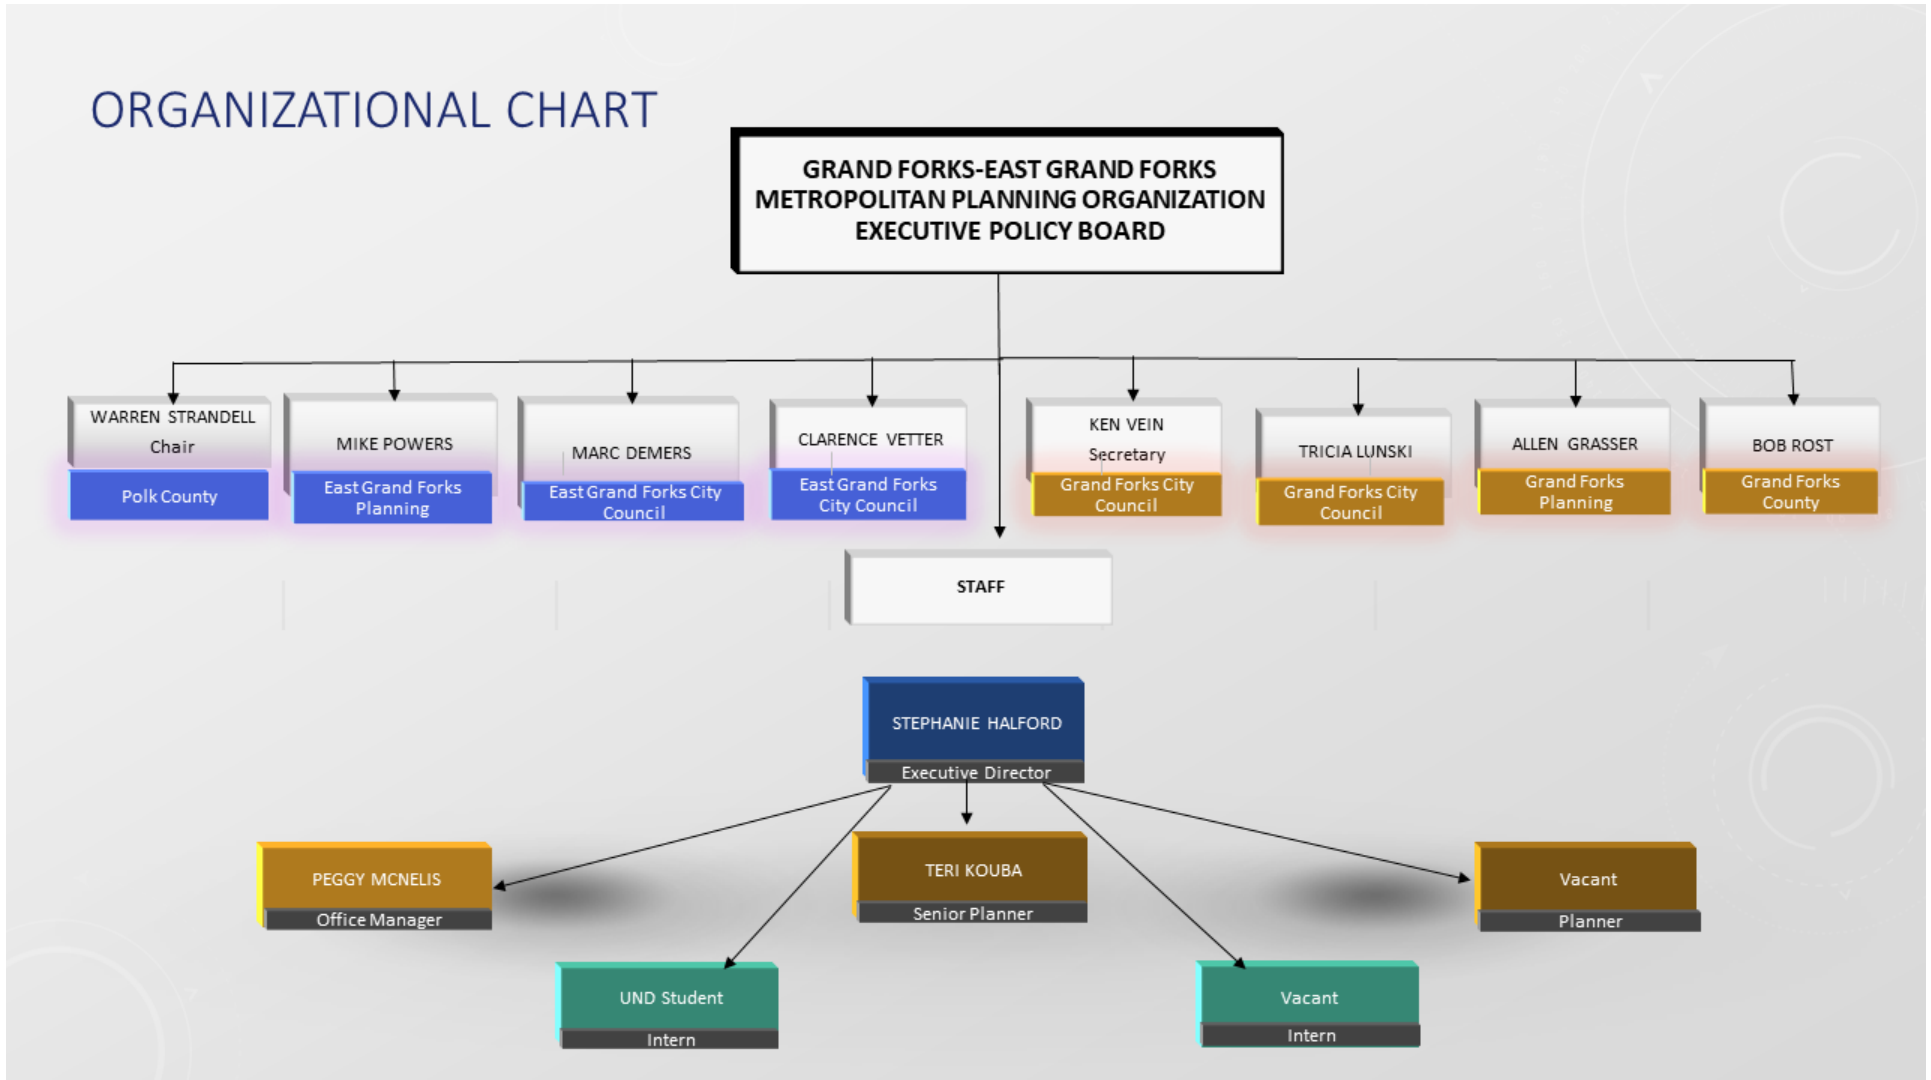 ORGANIZATIONAL CHART
GRAND FORKS-EAST GRAND FORKS
METROPOLITAN PLANNING ORGANIZATION
EXECUTIVE POLICY BOARD
WARREN STRANDELL
Chair
Polk County
MIKE POWERS
East Grand Forks
Planning
MARC DEMERS
East Grand Forks City
Council
CLARENCE VETTER
East Grand Forks
City Council
KEN VEIN
Secretary
Grand Forks City
Council
TRICIA LUNSKI
Grand Forks City
Council
ALLEN GRASSER
Grand Forks
Planning
BOB ROST
Grand Forks
County
STAFF
STEPHANIE HALFORD
Executive Director
PEGGY MCNELIS
Office Manager
TERI KOUBA
Senior Planner
Vacant
Planner
UND Student
Intern
Vacant
Intern